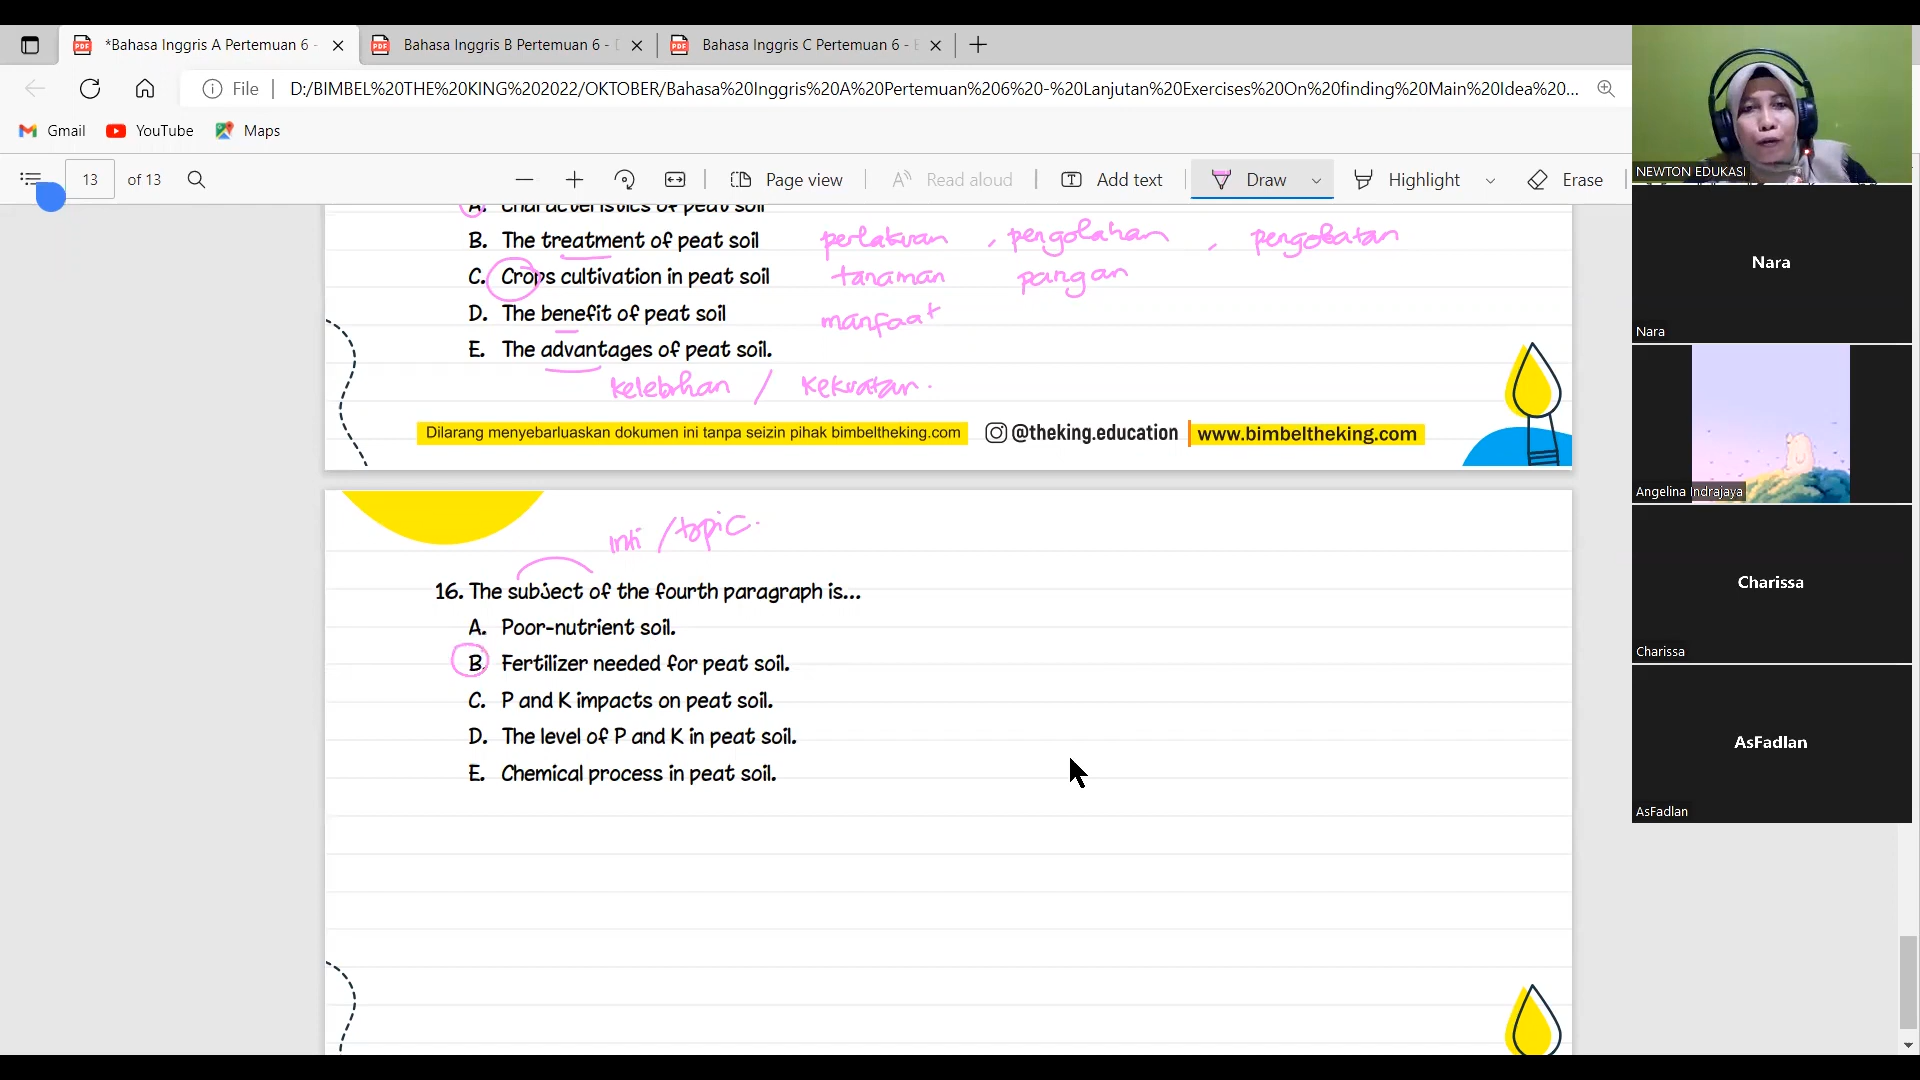 *Bahasa Inggris A Pertemuan 6 -
Bahasa Inggris B Pertemuan 6 -
Bahasa Inggris C Pertemuan 6 -
File
D:/BIMBEL%20THE%20KING%202022/OKTOBER/Bahasa%20Inggris%20A%20Pertemuan%206%20-%20Lanjutan%20Exercises%20On%20finding%20Main%20Idea%20...
Gmail YouTube Maps
13 of 13 Page view Read aloud Add text Draw Highlight Erase
NEWTON EDUKASI
A. Characteristics of peat soil
B. The treatment of peat soil perlakuan , pengolahan , pengobatan
C. Crops cultivation in peat soil tanaman pangan
D. The benefit of peat soil manfaat
E. The advantages of peat soil.
kelebihan / kekuatan.
Dilarang menyebarluaskan dokumen ini tanpa seizin pihak bimbeltheking.com @theking.education www.bimbeltheking.com
inti / topic.
16. The subject of the fourth paragraph is...
A. Poor-nutrient soil.
B. Fertilizer needed for peat soil.
C. P and K impacts on peat soil.
D. The level of P and K in peat soil.
E. Chemical process in peat soil.
Nara
Nara
Angelina Indrajaya
Charissa
Charissa
AsFadlan
AsFadlan